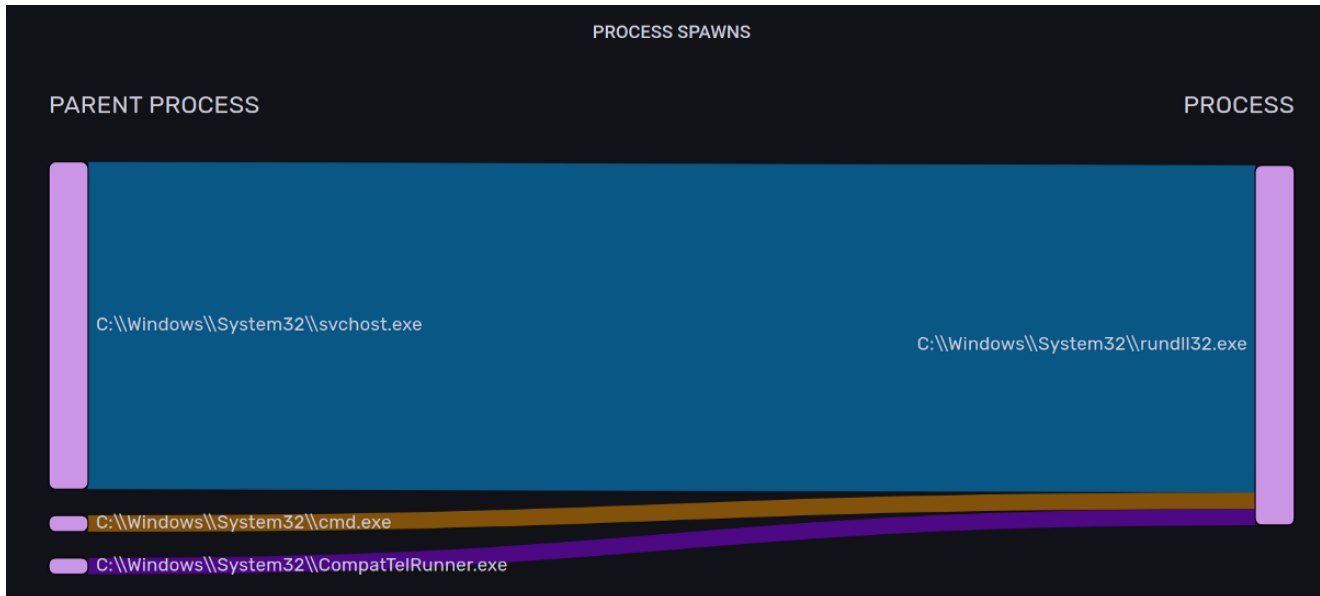 PROCESS SPAWNS
PARENT PROCESS
PROCESS
C:\\Windows\\System32\\svchost.exe
C:\\Windows\\System32\\rundll32.exe
C:\\Windows\\System32\\cmd.exe
C:\\Windows\\System32\\CompatTelRunner.exe